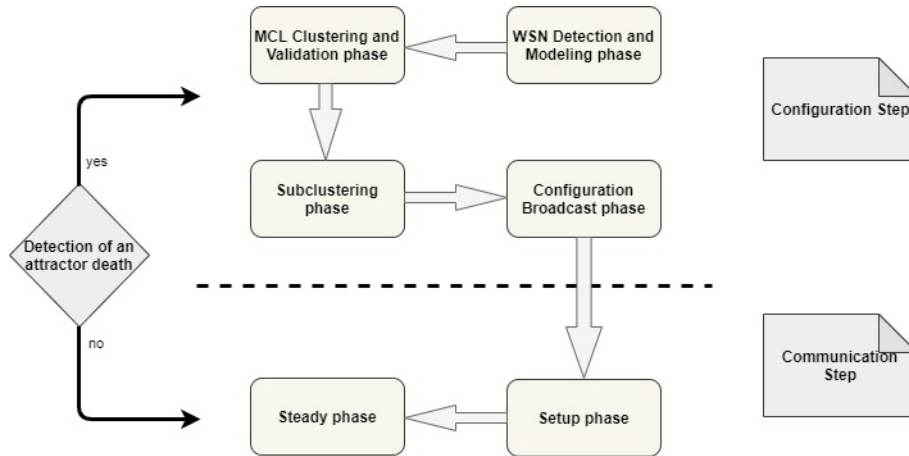 MCL Clustering and
Validation phase
WSN Detection and
Modeling phase
Configuration Step
yes
Subclustering
phase
Configuration
Broadcast phase
Detection of an
attractor death
no
Communication
Step
Steady phase
Setup phase